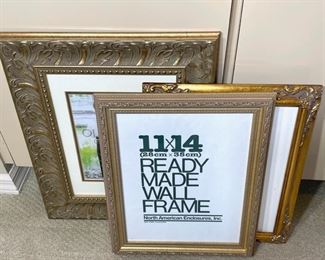 11x14
(28cm x 35cm)
READY
MADE
WALL
FRAME
North American Enclosures, Inc.